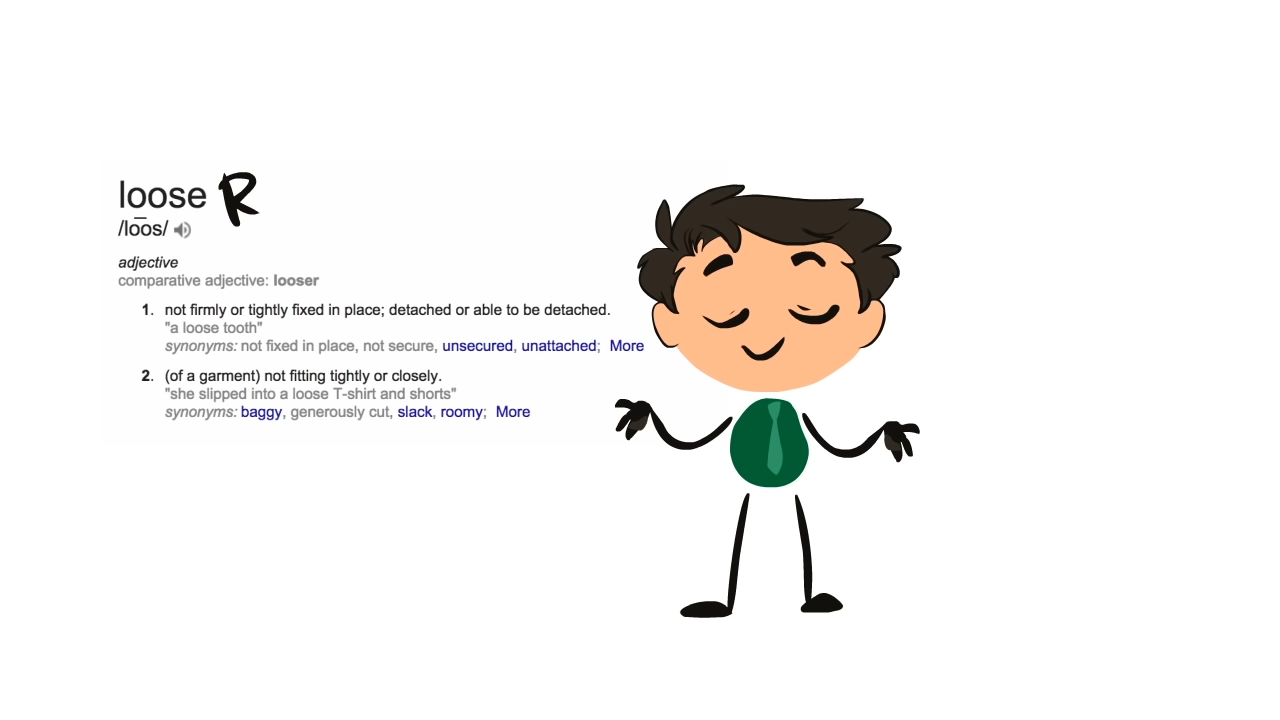 loose R
/lo͞os/
adjective
comparative adjective: looser
1. not firmly or tightly fixed in place; detached or able to be detached.
"a loose tooth"
synonyms: not fixed in place, not secure, unsecured, unattached; More
2. (of a garment) not fitting tightly or closely.
"she slipped into a loose T-shirt and shorts"
synonyms: baggy, generously cut, slack, roomy; More